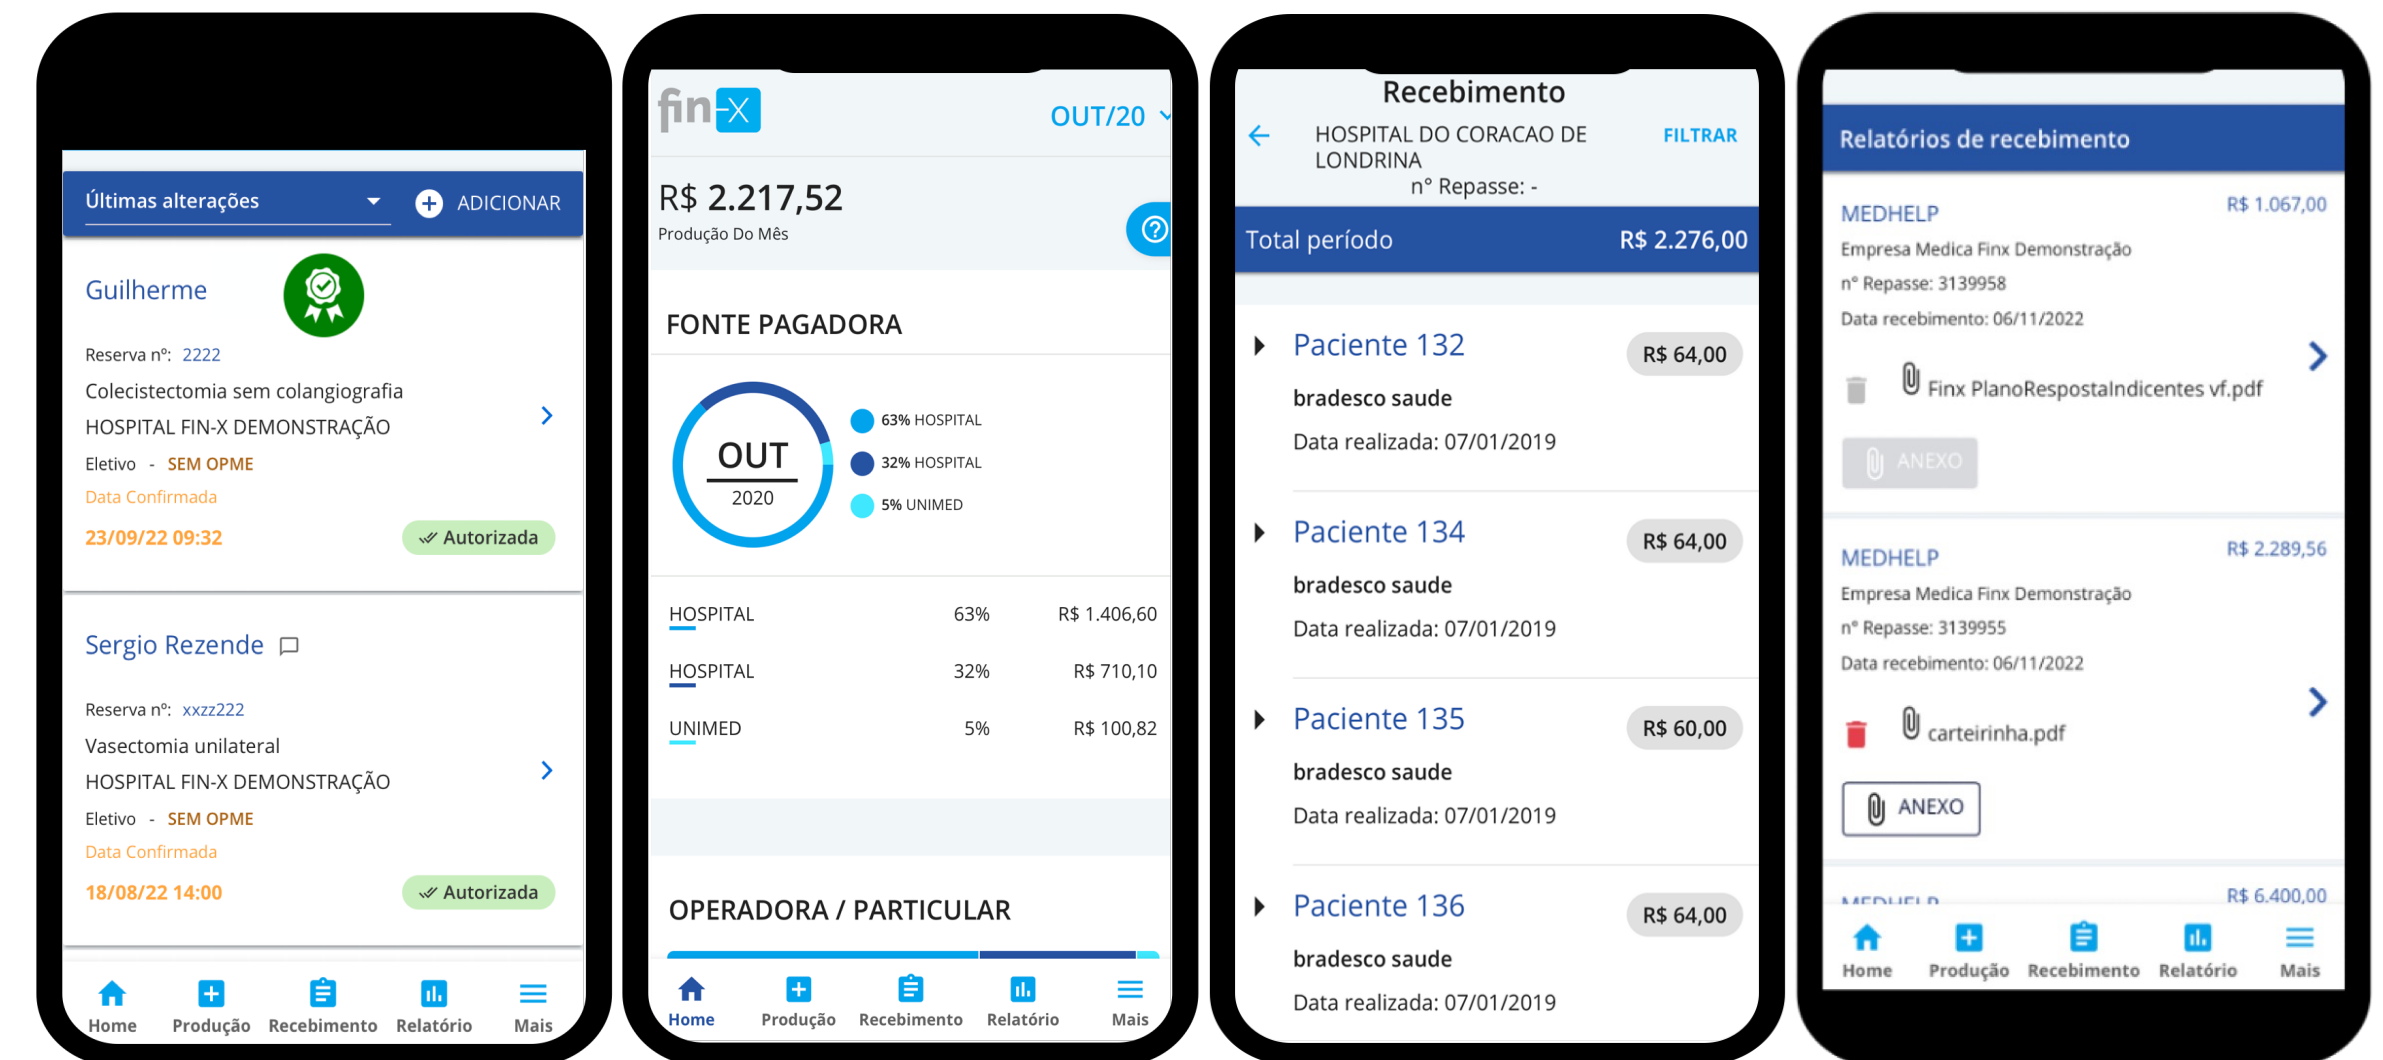 Últimas alterações
ADICIONAR
Guilherme
Reserva nº: 2222
Colecistectomia sem colangiografia
HOSPITAL FIN-X DEMONSTRAÇÃO
Eletivo - SEM OPME
Data Confirmada
23/09/22 09:32
Autorizada
Sergio Rezende
Reserva nº: xxzz222
Vasectomia unilateral
HOSPITAL FIN-X DEMONSTRAÇÃO
Eletivo - SEM OPME
Data Confirmada
18/08/22 14:00
Autorizada
Home Produção Recebimento Relatório Mais
fin-x
OUT/20
R$ 2.217,52
Produção Do Mês
FONTE PAGADORA
OUT
2020
63% HOSPITAL
32% HOSPITAL
5% UNIMED
HOSPITAL 63% R$ 1.406,60
HOSPITAL 32% R$ 710,10
UNIMED 5% R$ 100,82
OPERADORA / PARTICULAR
Home Produção Recebimento Relatório Mais
Recebimento
HOSPITAL DO CORACAO DE
LONDRINA
FILTRAR
n° Repasse: -
Total período R$ 2.276,00
Paciente 132 R$ 64,00
bradesco saude
Data realizada: 07/01/2019
Paciente 134 R$ 64,00
bradesco saude
Data realizada: 07/01/2019
Paciente 135 R$ 60,00
bradesco saude
Data realizada: 07/01/2019
Paciente 136 R$ 64,00
bradesco saude
Data realizada: 07/01/2019
Relatórios de recebimento
MEDHELP R$ 1.067,00
Empresa Medica Finx Demonstração
n° Repasse: 3139958
Data recebimento: 06/11/2022
Finx PlanoRespostaIndicentes vf.pdf
ANEXO
MEDHELP R$ 2.289,56
Empresa Medica Finx Demonstração
n° Repasse: 3139955
Data recebimento: 06/11/2022
carteirinha.pdf
ANEXO
MEDHELP R$ 6.400,00
Home Produção Recebimento Relatório Mais